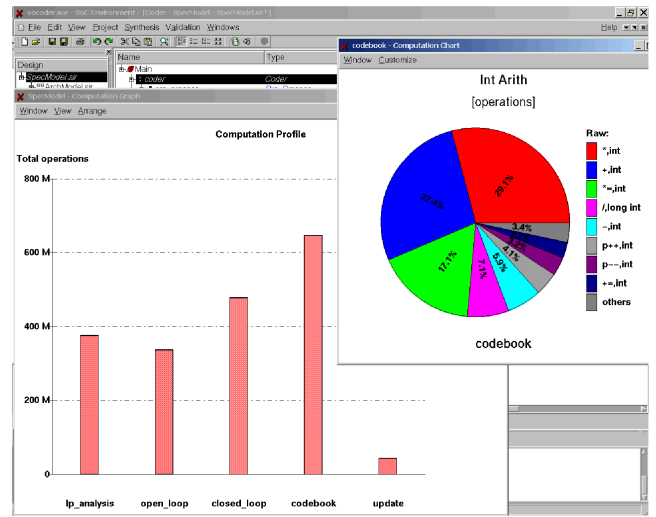 vocoder.sce - SoC Environment - [Coder - SpecModel - SpecModel.sir*]
File Edit View Project Synthesis Validation Windows Help
Design
Name Type
SpecModel.sir
ArchModel.sir
Main
coder Coder
SpecModel - Computation Graph
Window View Arrange
Computation Profile
Total operations
800 M
600 M
400 M
200 M
0
lp_analysis open_loop closed_loop codebook update
codebook - Computation Chart
Window Customize
Int Arith
[operations]
Raw:
*,int
+,int
*=,int
/,long int
-,int
p++,int
p--,int
+=,int
others
29.1%
27.4%
17.1%
7.1%
5.9%
4.1%
3.4%
codebook